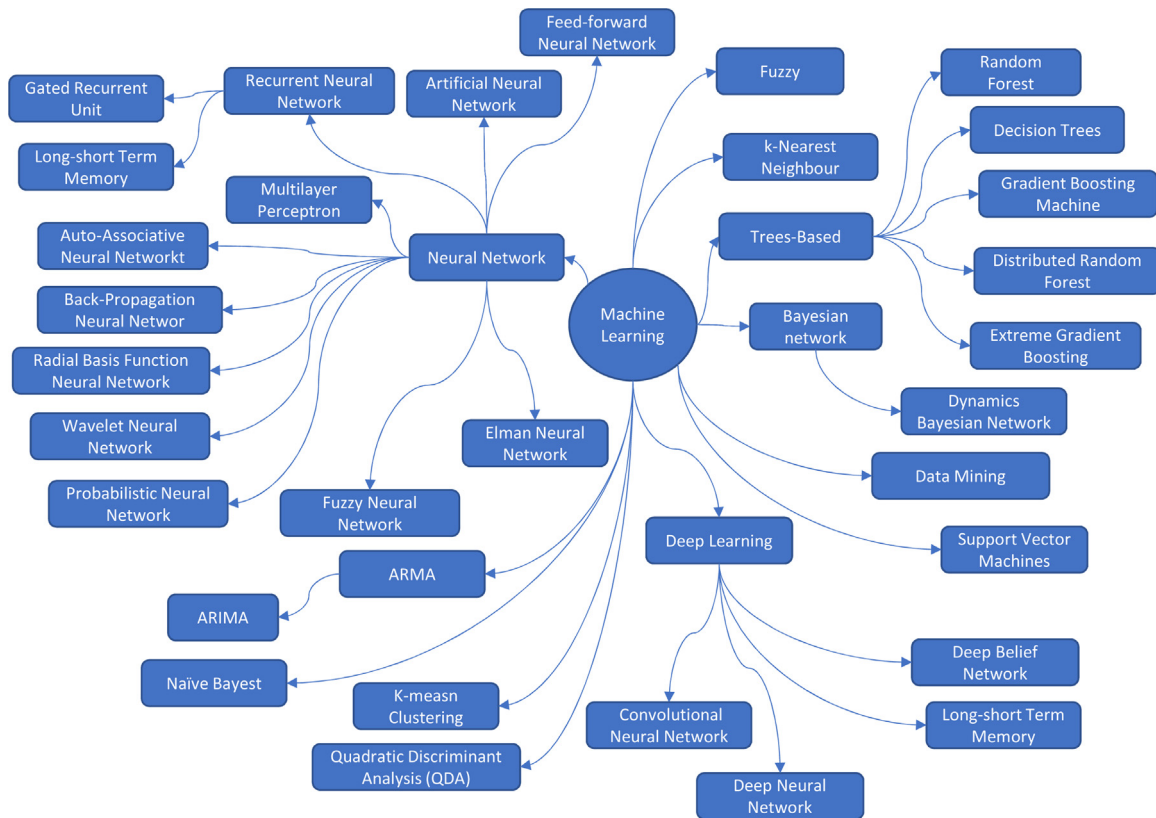 Feed-forward
Neural Network
Fuzzy
Random
Forest
Gated Recurrent
Unit
Recurrent Neural
Network
Artificial Neural
Network
Decision Trees
Long-short Term
Memory
k-Nearest
Neighbour
Multilayer
Perceptron
Gradient Boosting
Machine
Auto-Associative
Neural Networkt
Neural Network
Trees-Based
Distributed Random
Forest
Back-Propagation
Neural Networ
Machine
Learning
Bayesian
network
Extreme Gradient
Boosting
Radial Basis Function
Neural Network
Dynamics
Bayesian Network
Wavelet Neural
Network
Elman Neural
Network
Data Mining
Probabilistic Neural
Network
Fuzzy Neural
Network
Deep Learning
Support Vector
Machines
ARMA
ARIMA
Deep Belief
Network
Naïve Bayest
K-measn
Clustering
Convolutional
Neural Network
Long-short Term
Memory
Quadratic Discriminant
Analysis (QDA)
Deep Neural
Network